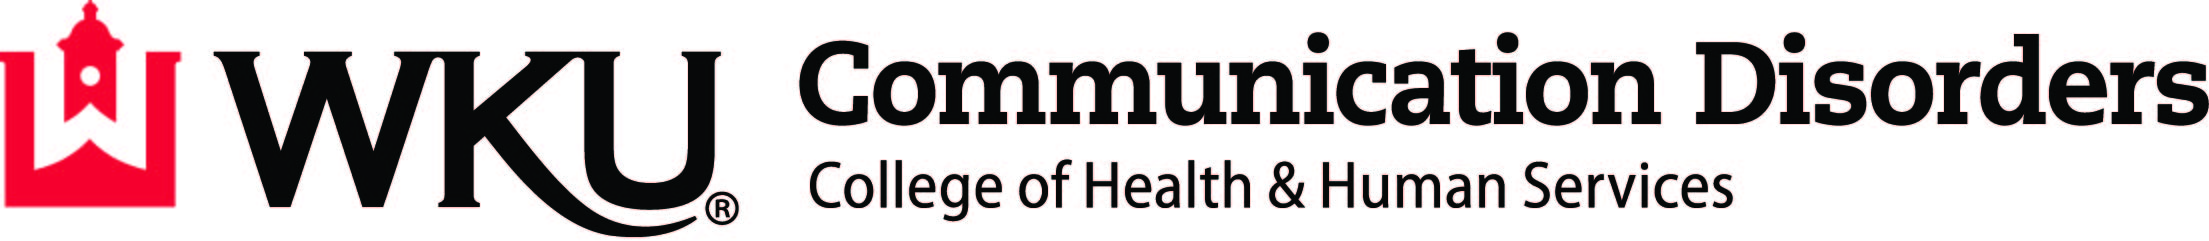 WKU®
Communication Disorders
College of Health & Human Services